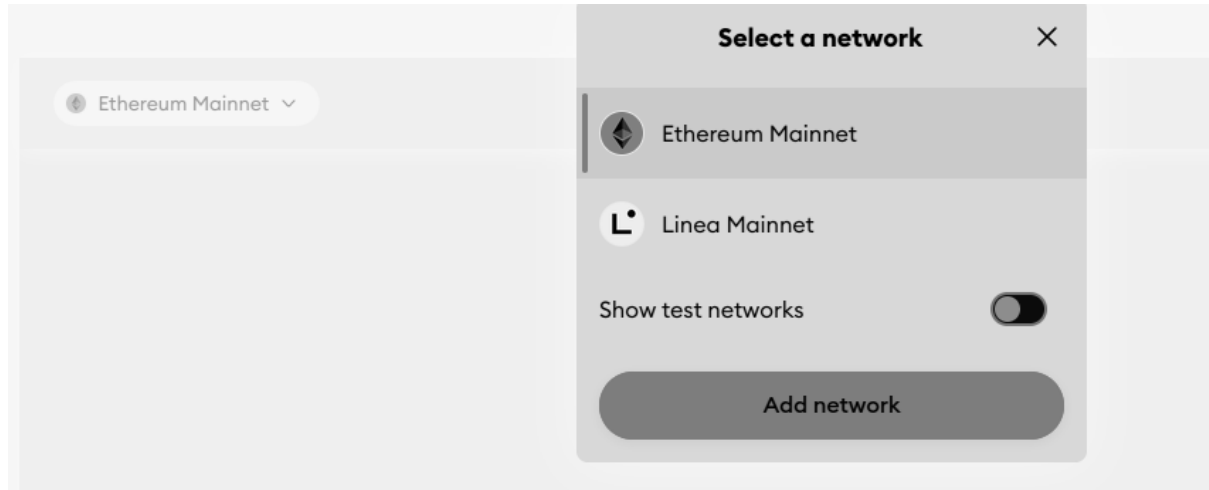 Select a network
Ethereum Mainnet
Ethereum Mainnet
Linea Mainnet
Show test networks
Add network